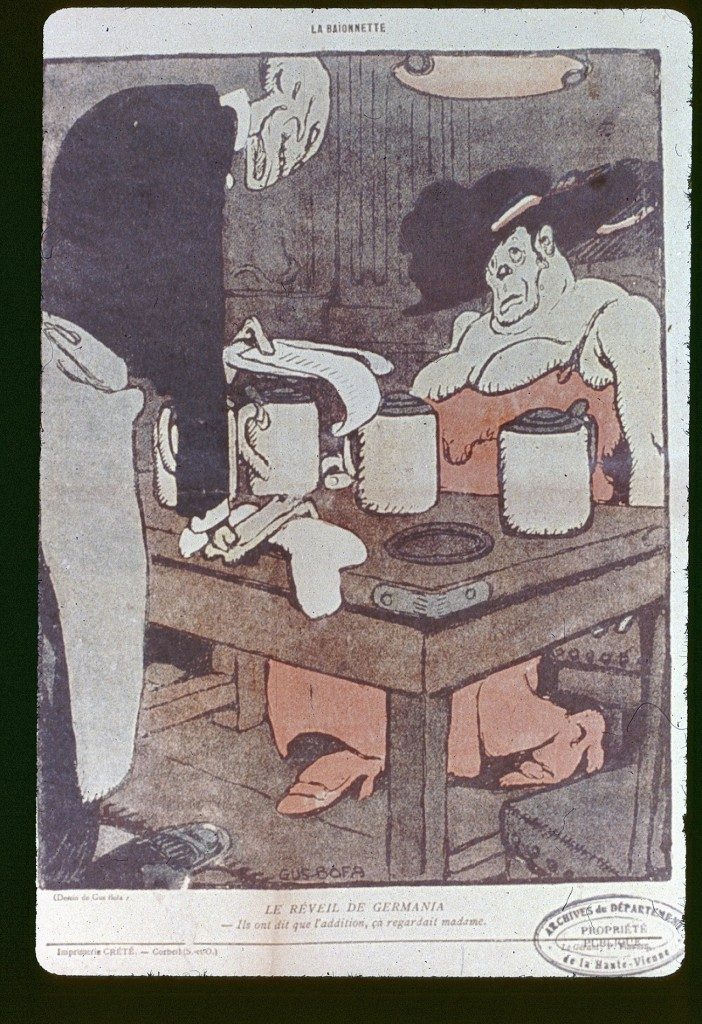 LA BAÏONNETTE
GUS-BOFA
(Dessin de Gus Bofa)
LE RÉVEIL DE GERMANIA
— Ils ont dit que l'addition, ça regardait madame.
Imprimerie CRÉTÉ. — Corbeil (S.-et-O.)
ARCHIVES du DÉPARTEMENT
PROPRIÉTÉ
PUBLIQUE
de la Haute-Vienne